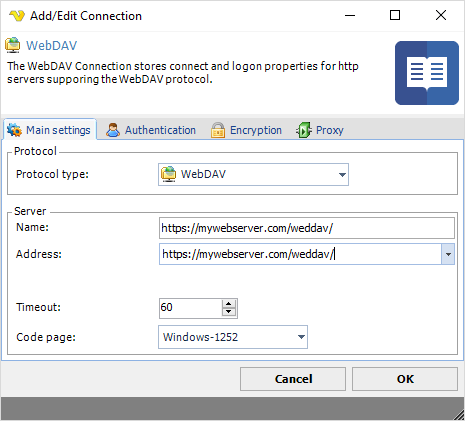 Add/Edit Connection
WebDAV
The WebDAV Connection stores connect and logon properties for http
servers supporing the WebDAV protocol.
Main settings Authentication Encryption Proxy
Protocol
Protocol type: WebDAV
Server
Name: https://mywebserver.com/weddav/
Address: https://mywebserver.com/weddav/
Timeout: 60
Code page: Windows-1252
Cancel OK